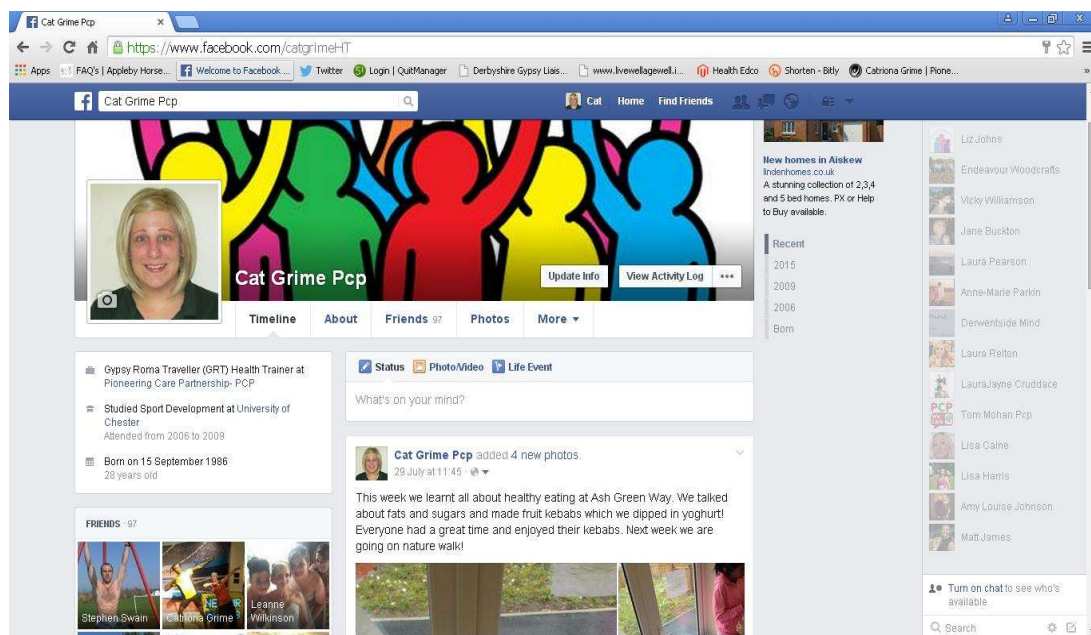 Cat Grime Pcp
https://www.facebook.com/catgrimeHT
Apps FAQ's | Appleby Horse... Welcome to Facebook ... Twitter Login | QuitManager Derbyshire Gypsy Liais... www.livewellagewell.i... Health Edco Shorten - Bitly Catriona Grime | Pione... »
Cat Grime Pcp
Cat Home Find Friends
Cat Grime Pcp
Update Info View Activity Log
Timeline About Friends 97 Photos More
Gypsy Roma Traveller (GRT) Health Trainer at
Pioneering Care Partnership- PCP
Studied Sport Development at University of
Chester
Attended from 2006 to 2009
Born on 15 September 1986
28 years old
FRIENDS · 97
Stephen Swain
Catriona Grime
Leanne
Wilkinson
Status Photo/Video Life Event
What's on your mind?
Cat Grime Pcp added 4 new photos.
29 July at 11:45 ·
This week we learnt all about healthy eating at Ash Green Way. We talked
about fats and sugars and made fruit kebabs which we dipped in yoghurt!
Everyone had a great time and enjoyed their kebabs. Next week we are
going on nature walk!
New homes in Aiskew
lindenhomes.co.uk
A stunning collection of 2,3,4
and 5 bed homes. PX or Help
to Buy available.
Recent
2015
2009
2006
Born
Liz Johns
Endeavour Woodcrafts
Vicky Williamson
Jane Buckton
Laura Pearson
Anne-Marie Parkin
Derwentside Mind
Laura Relton
LauraJayne Cruddace
PCP
Tom Mohan Pcp
Lisa Caine
Lisa Harris
Amy Louise Johnson
Matt James
Turn on chat to see who's
available.
Search